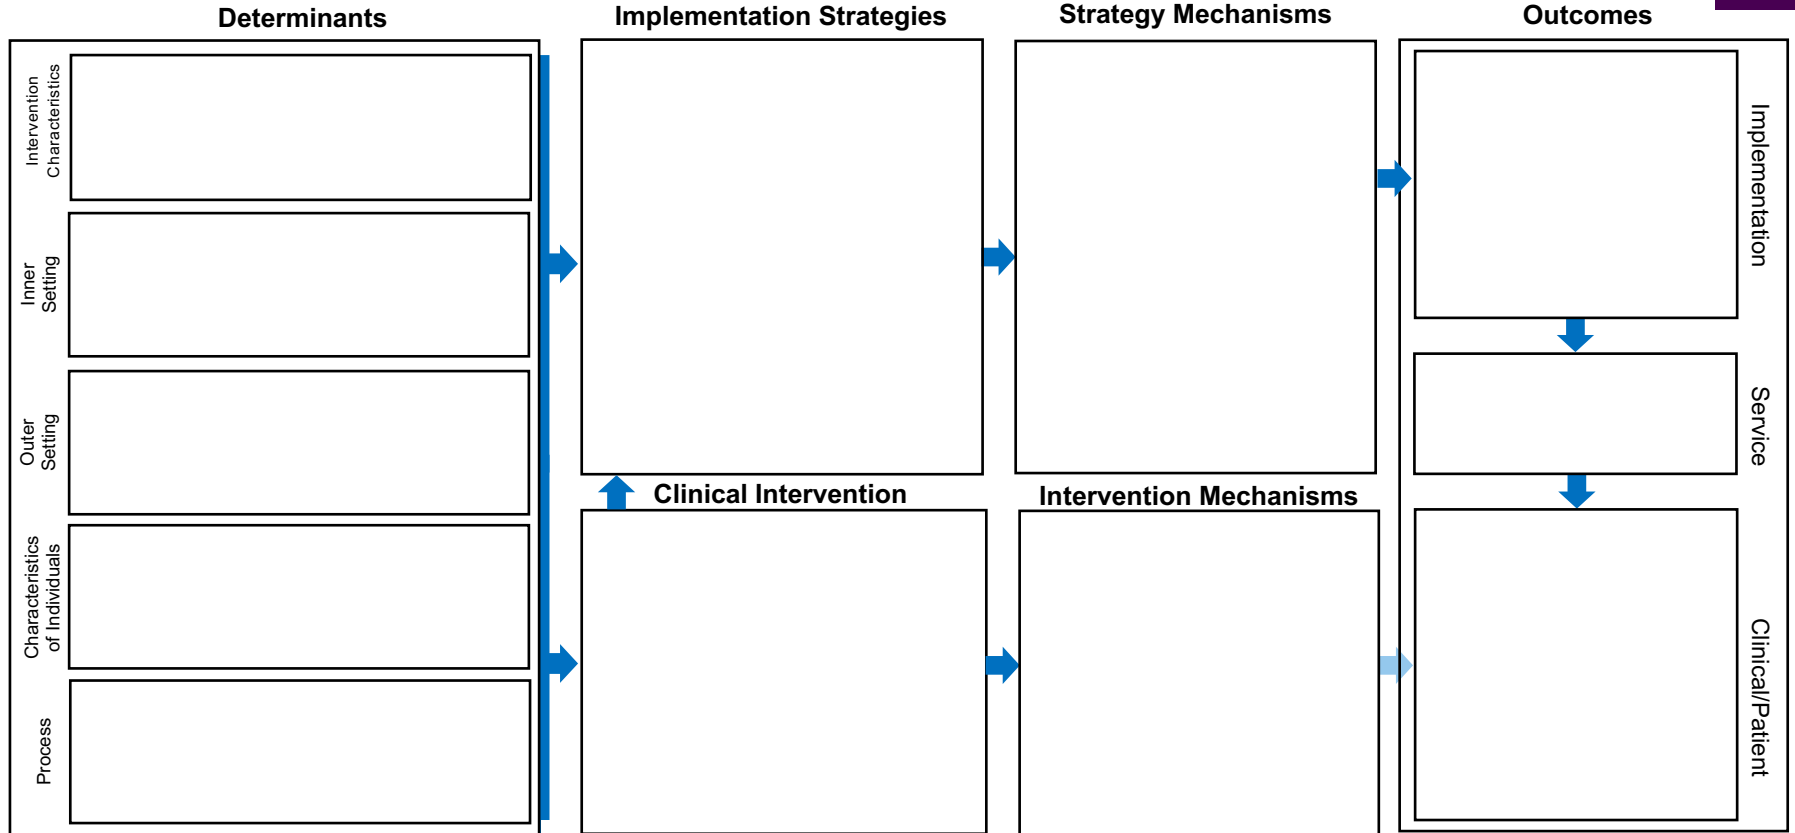 Determinants
Implementation Strategies
Strategy Mechanisms
Outcomes
Intervention
Characteristics
Inner
Setting
Outer
Setting
Characteristics
of Individuals
Process
Clinical Intervention
Intervention Mechanisms
Implementation
Service
Clinical/Patient